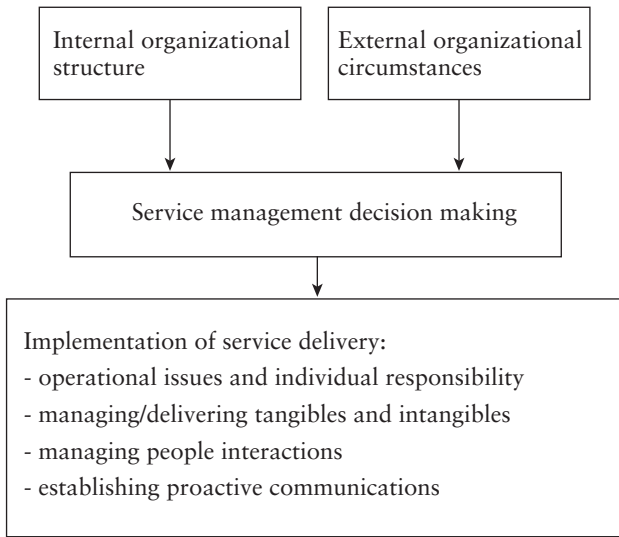 Internal organizational
structure
External organizational
circumstances
Service management decision making
Implementation of service delivery:
- operational issues and individual responsibility
- managing/delivering tangibles and intangibles
- managing people interactions
- establishing proactive communications